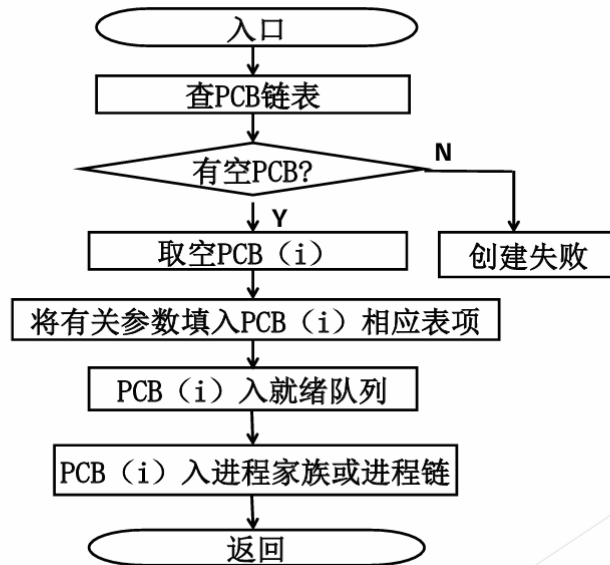 入口
查PCB链表
有空PCB?
N
Y
取空PCB（i）
创建失败
将有关参数填入PCB（i）相应表项
PCB（i）入就绪队列
PCB（i）入进程家族或进程链
返回